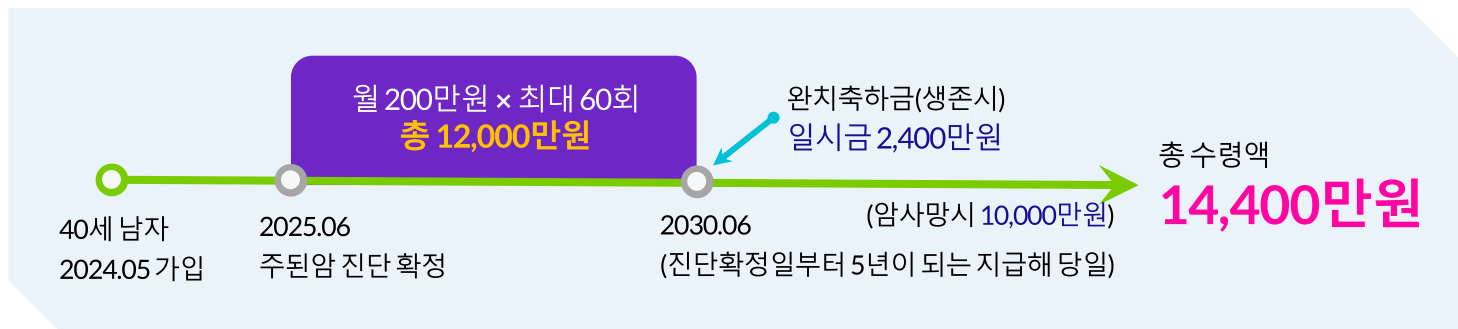 월 200만원 × 최대 60회
총 12,000만원
완치축하금(생존시)
일시금 2,400만원
총 수령액
14,400만원
40세 남자
2024.05 가입
2025.06
주된암 진단 확정
2030.06
(암사망시 10,000만원)
(진단확정일부터 5년이 되는 지급해 당일)